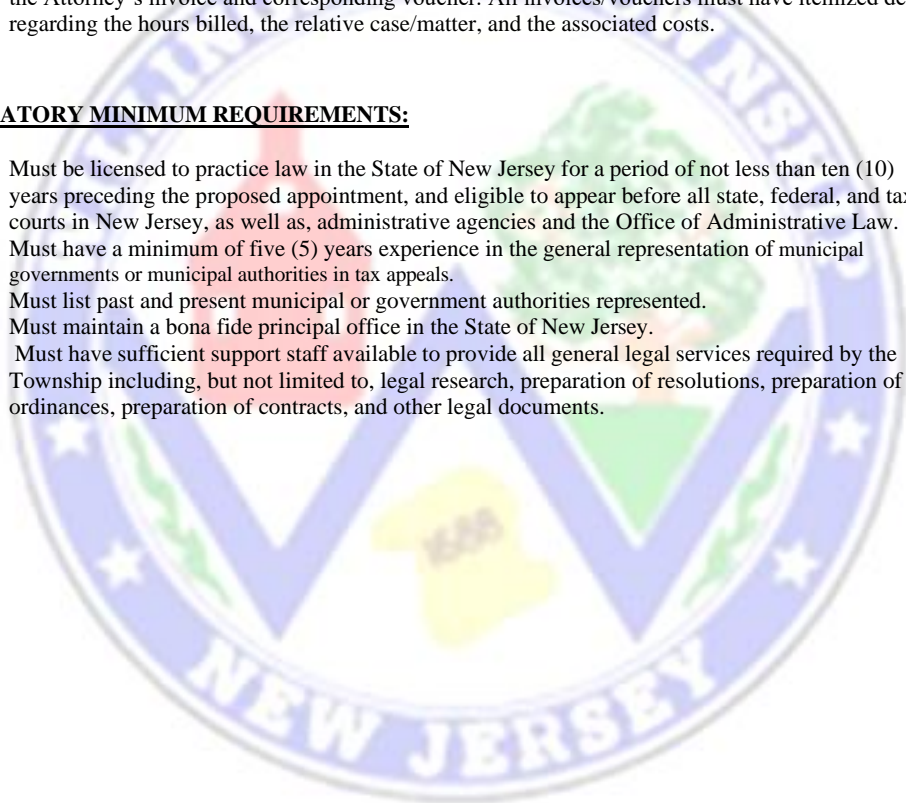 the Attorney's invoice and corresponding voucher. All invoices/vouchers must have itemized de
regarding the hours billed, the relative case/matter, and the associated costs.
ATORY MINIMUM REQUIREMENTS:
Must be licensed to practice law in the State of New Jersey for a period of not less than ten (10)
years preceding the proposed appointment, and eligible to appear before all state, federal, and tax
courts in New Jersey, as well as, administrative agencies and the Office of Administrative Law.
Must have a minimum of five (5) years experience in the general representation of municipal
governments or municipal authorities in tax appeals.
Must list past and present municipal or government authorities represented.
Must maintain a bona fide principal office in the State of New Jersey.
Must have sufficient support staff available to provide all general legal services required by the
Township including, but not limited to, legal research, preparation of resolutions, preparation of
ordinances, preparation of contracts, and other legal documents.
1688
NEW JERSEY